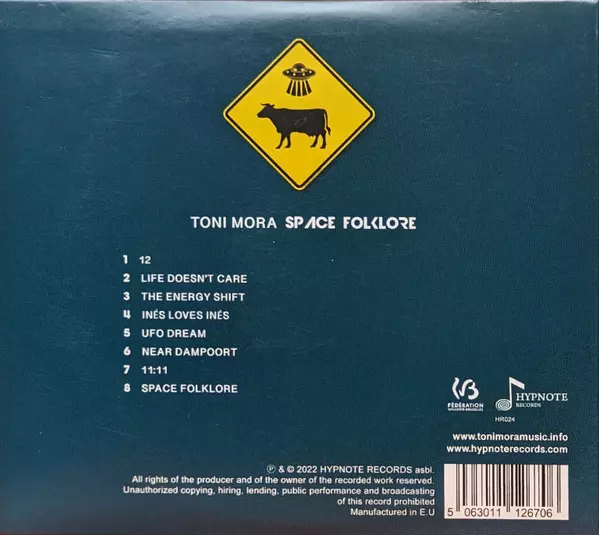 TONI MORA SPACE FOLKLORE
1 12
2 LIFE DOESN'T CARE
3 THE ENERGY SHIFT
4 INÉS LOVES INÉS
5 UFO DREAM
6 NEAR DAMPOORT
7 11:11
8 SPACE FOLKLORE
FÉDÉRATION
WALLONIE-BRUXELLES
HYPNOTE
RECORDS
HR024
www.tonimoramusic.info
www.hypnoterecords.com
℗ & © 2022 HYPNOTE RECORDS asbl.
All rights of the producer and of the owner of the recorded work reserved.
Unauthorized copying, hiring, lending, public performance and broadcasting
of this record prohibited
Manufactured in E.U
5 063011 126706